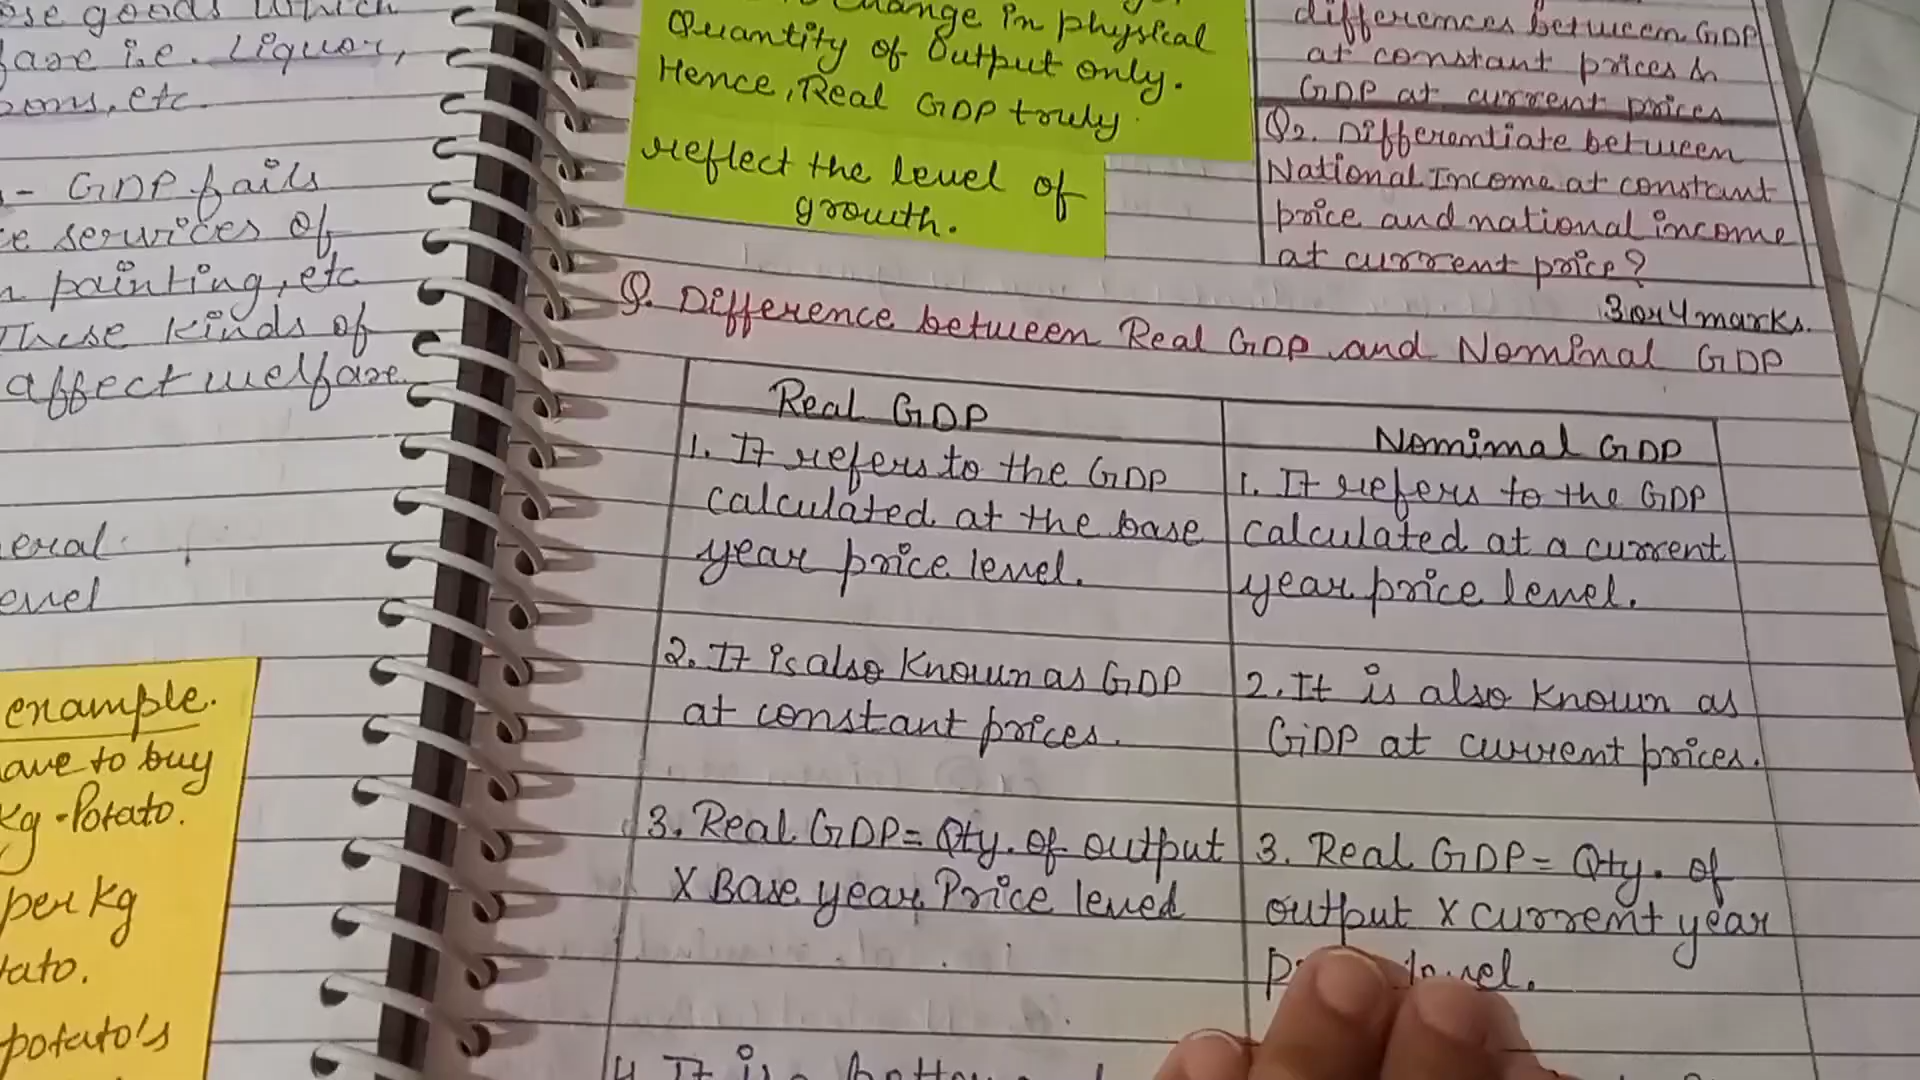 goods which
i.e. Liquor,
etc.
- GDP fails
services of
painting, etc
These kinds of
affect welfare.
example.
to buy
Kg - Potato.
per Kg
potato's
Change in physical
Quantity of Output only.
Hence, Real GDP truly
reflect the level of
growth.
differences between GDP
at constant prices &
GDP at current prices
Q2. Differentiate between
National Income at constant
price and national income
at current price?
3 or 4 marks.
Q. Difference between Real GDP and Nominal GDP
Real GDP
1. It refers to the GDP
calculated at the base
year price level.
2. It is also known as GDP
at constant prices.
3. Real GDP = Qty. of output
X Base year Price level
4. It is
Nominal GDP
1. It refers to the GDP
calculated at a current
year price level.
2. It is also known as
GDP at current prices.
3. Real GDP = Qty. of
output X current year
level.